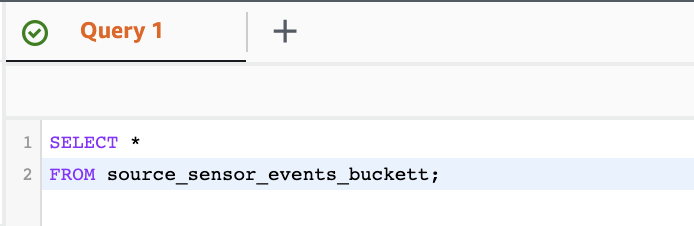 Query 1
1 SELECT *
2 FROM source_sensor_events_buckett;